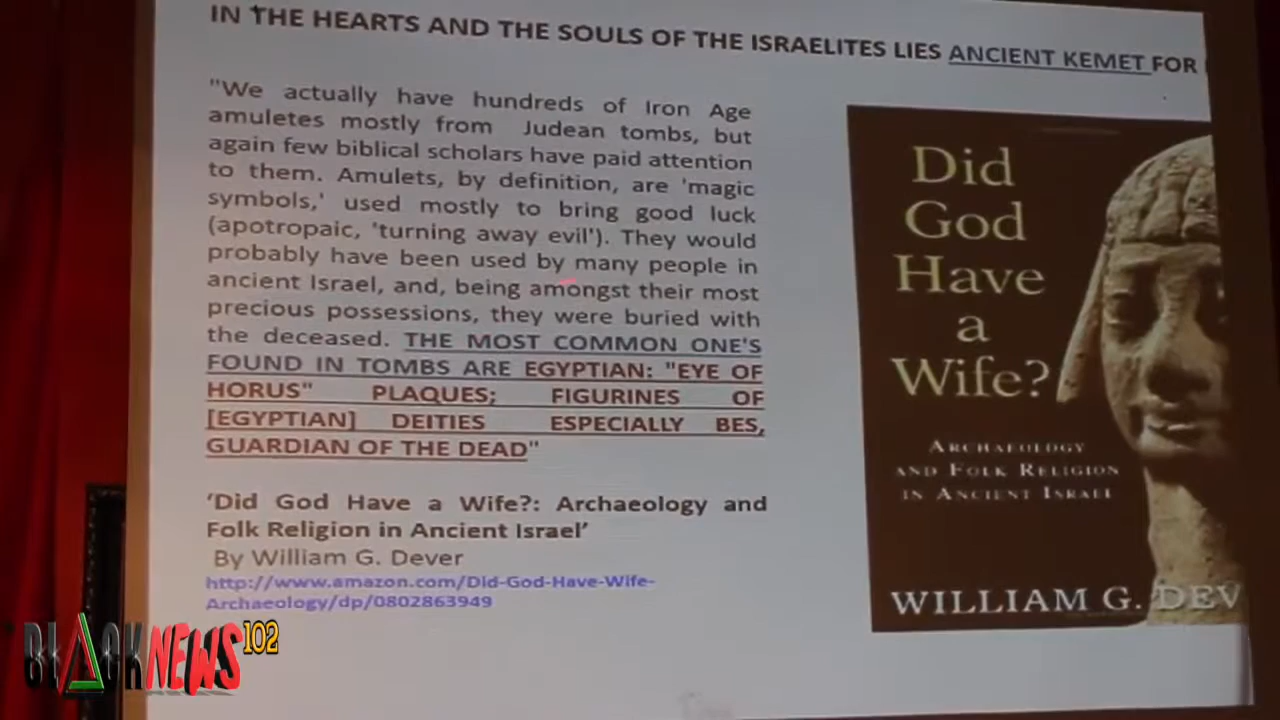 IN THE HEARTS AND THE SOULS OF THE ISRAELITES LIES ANCIENT KEMET FOR
"We actually have hundreds of Iron Age
amuletes mostly from Judean tombs, but
again few biblical scholars have paid attention
to them. Amulets, by definition, are 'magic
symbols,' used mostly to bring good luck
(apotropaic, 'turning away evil'). They would
probably have been used by many people in
ancient Israel, and, being amongst their most
precious possessions, they were buried with
the deceased. THE MOST COMMON ONE'S
FOUND IN TOMBS ARE EGYPTIAN: "EYE OF
HORUS" PLAQUES; FIGURINES OF
[EGYPTIAN] DEITIES ESPECIALLY BES,
GUARDIAN OF THE DEAD"
'Did God Have a Wife?: Archaeology and
Folk Religion in Ancient Israel'
By William G. Dever
http://www.amazon.com/Did-God-Have-Wife-
Archaeology/dp/0802863949
Did
God
Have
a
Wife?
ARCHAEOLOGY
AND FOLK RELIGION
IN ANCIENT ISRAEL
WILLIAM G. DEV
BLACKNEWS102